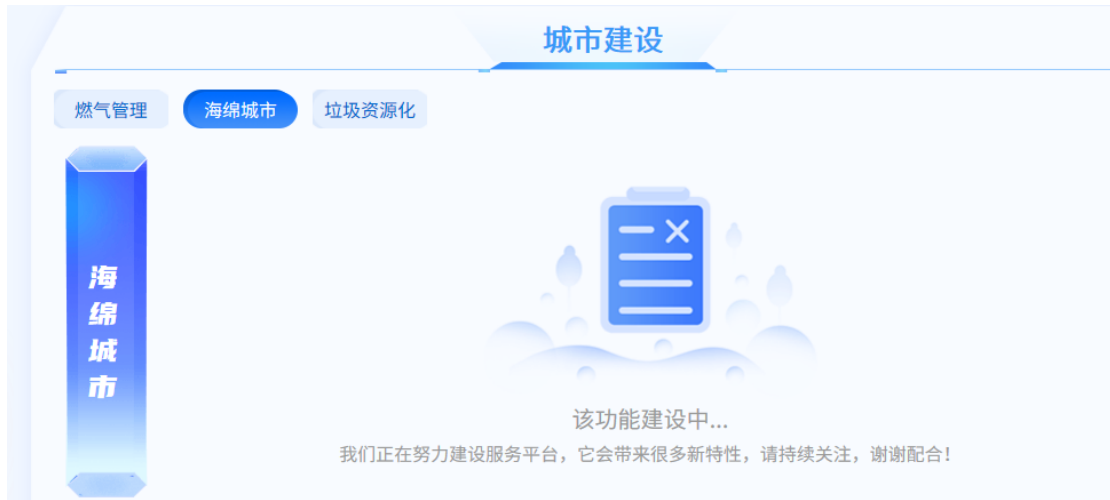 城市建设
燃气管理
海绵城市
垃圾资源化
海绵城市
该功能建设中...
我们正在努力建设服务平台，它会带来很多新特性，请持续关注，谢谢配合！